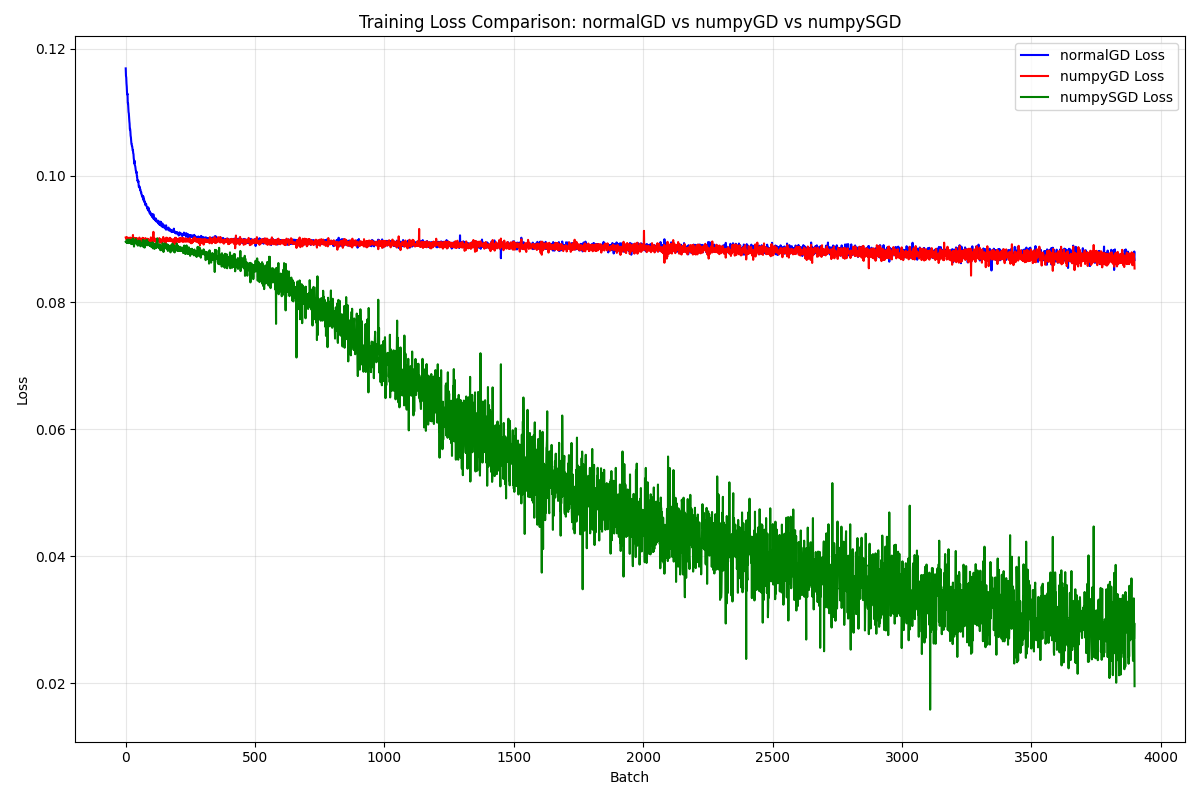 Training Loss Comparison: normalGD vs numpyGD vs numpySGD
normalGD Loss
numpyGD Loss
numpySGD Loss
Loss
0.12
0.10
0.08
0.06
0.04
0.02
0 500 1000 1500 2000 2500 3000 3500 4000
Batch